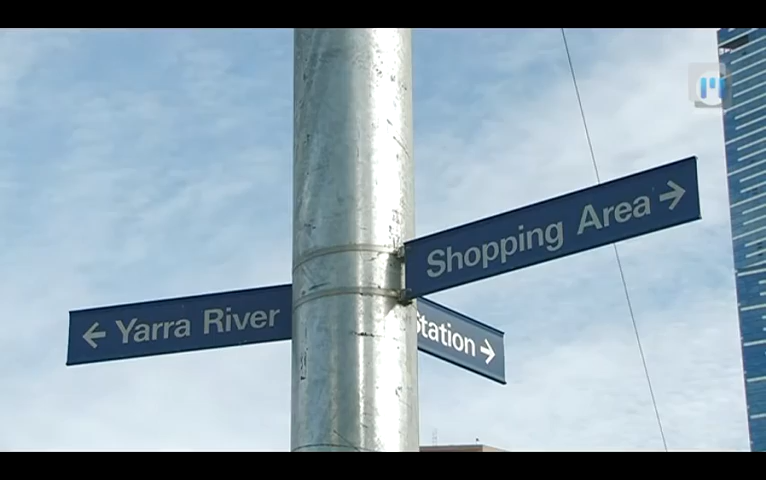 ← Yarra River
Shopping Area →
Station →